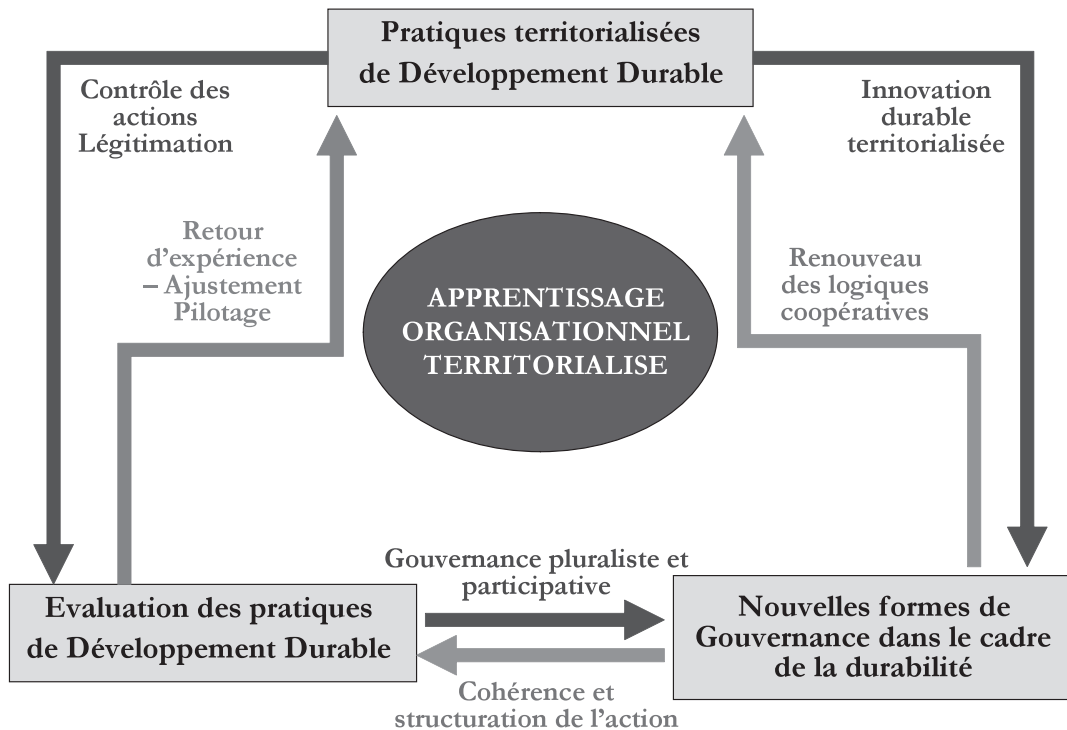 Pratiques territorialisées
de Développement Durable
Contrôle des
actions
Légitimation
Innovation
durable
territorialisée
Retour
d’expérience
– Ajustement
Pilotage
Renouveau
des logiques
coopératives
APPRENTISSAGE
ORGANISATIONNEL
TERRITORIALISE
Gouvernance pluraliste et
participative
Evaluation des pratiques
de Développement Durable
Nouvelles formes de
Gouvernance dans le cadre
de la durabilité
Cohérence et
structuration de l’action